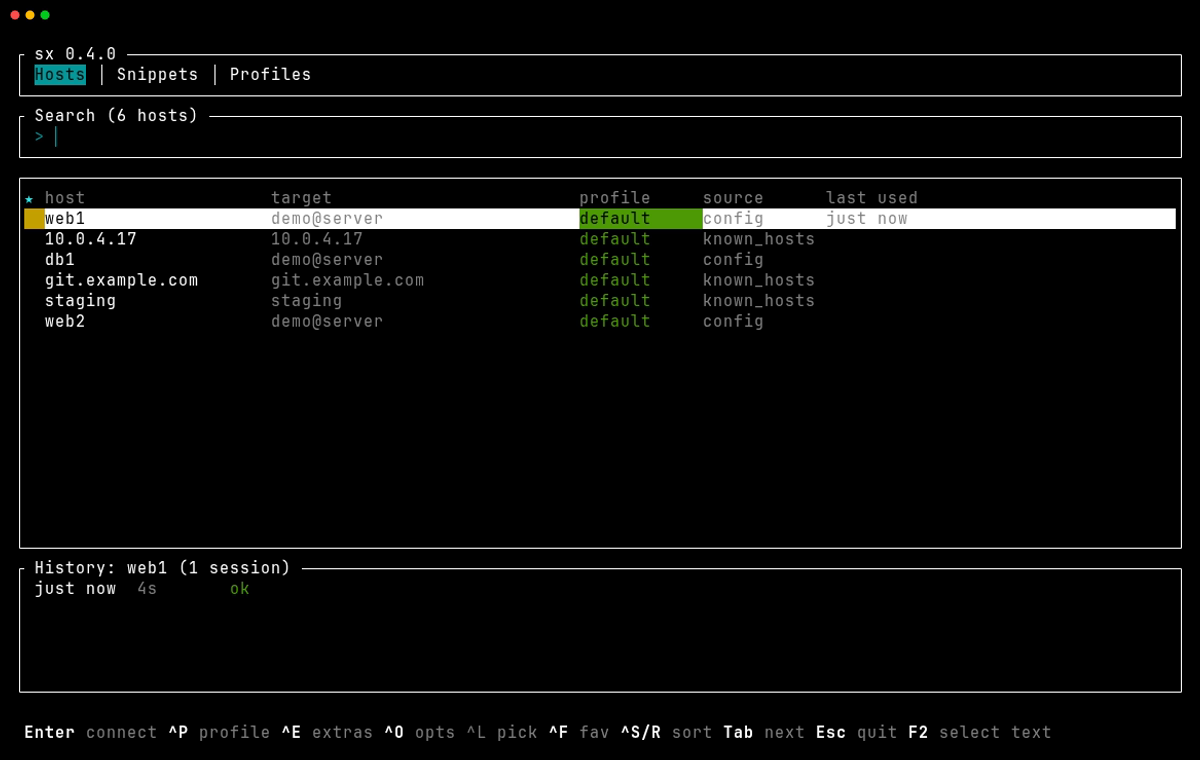 sx 0.4.0
Hosts │ Snippets │ Profiles
Search (6 hosts)
>
★ host target profile source last used
web1 demo@server default config just now
10.0.4.17 10.0.4.17 default known_hosts
db1 demo@server default config
git.example.com git.example.com default known_hosts
staging staging default known_hosts
web2 demo@server default config
History: web1 (1 session)
just now 4s ok
Enter connect ^P profile ^E extras ^O opts ^L pick ^F fav ^S/R sort Tab next Esc quit F2 select text